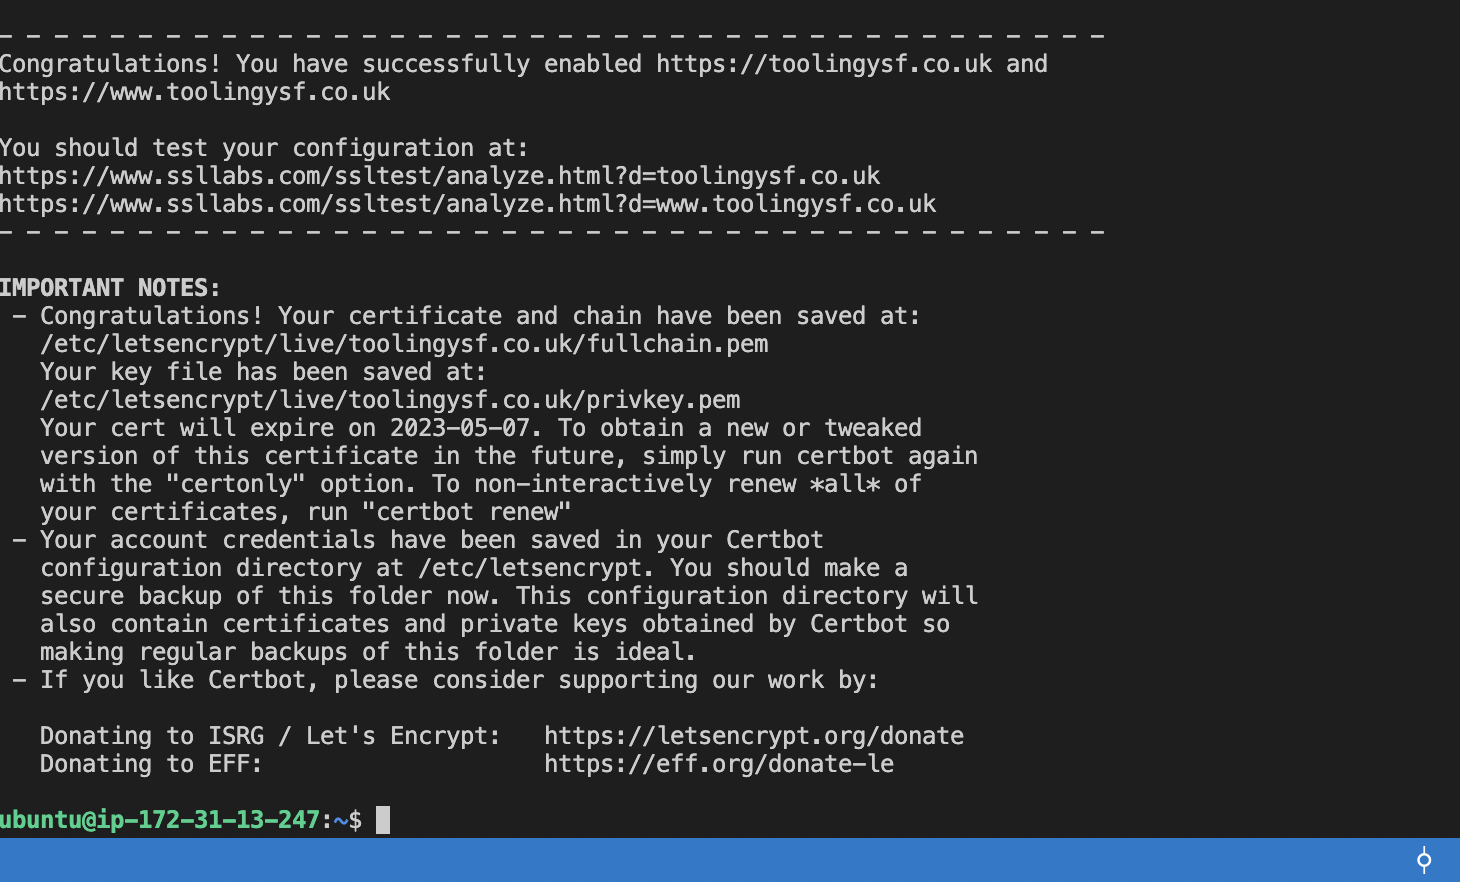 - - - - - - - - - - - - - - - - - - - - - - - - - - - - - - - - - - - - - - - -
Congratulations! You have successfully enabled https://toolingysf.co.uk and
https://www.toolingysf.co.uk

You should test your configuration at:
https://www.ssllabs.com/ssltest/analyze.html?d=toolingysf.co.uk
https://www.ssllabs.com/ssltest/analyze.html?d=www.toolingysf.co.uk
- - - - - - - - - - - - - - - - - - - - - - - - - - - - - - - - - - - - - - - -

IMPORTANT NOTES:
 - Congratulations! Your certificate and chain have been saved at:
   /etc/letsencrypt/live/toolingysf.co.uk/fullchain.pem
   Your key file has been saved at:
   /etc/letsencrypt/live/toolingysf.co.uk/privkey.pem
   Your cert will expire on 2023-05-07. To obtain a new or tweaked
   version of this certificate in the future, simply run certbot again
   with the "certonly" option. To non-interactively renew *all* of
   your certificates, run "certbot renew"
 - Your account credentials have been saved in your Certbot
   configuration directory at /etc/letsencrypt. You should make a
   secure backup of this folder now. This configuration directory will
   also contain certificates and private keys obtained by Certbot so
   making regular backups of this folder is ideal.
 - If you like Certbot, please consider supporting our work by:

   Donating to ISRG / Let's Encrypt:   https://letsencrypt.org/donate
   Donating to EFF:                    https://eff.org/donate-le

ubuntu@ip-172-31-13-247:~$